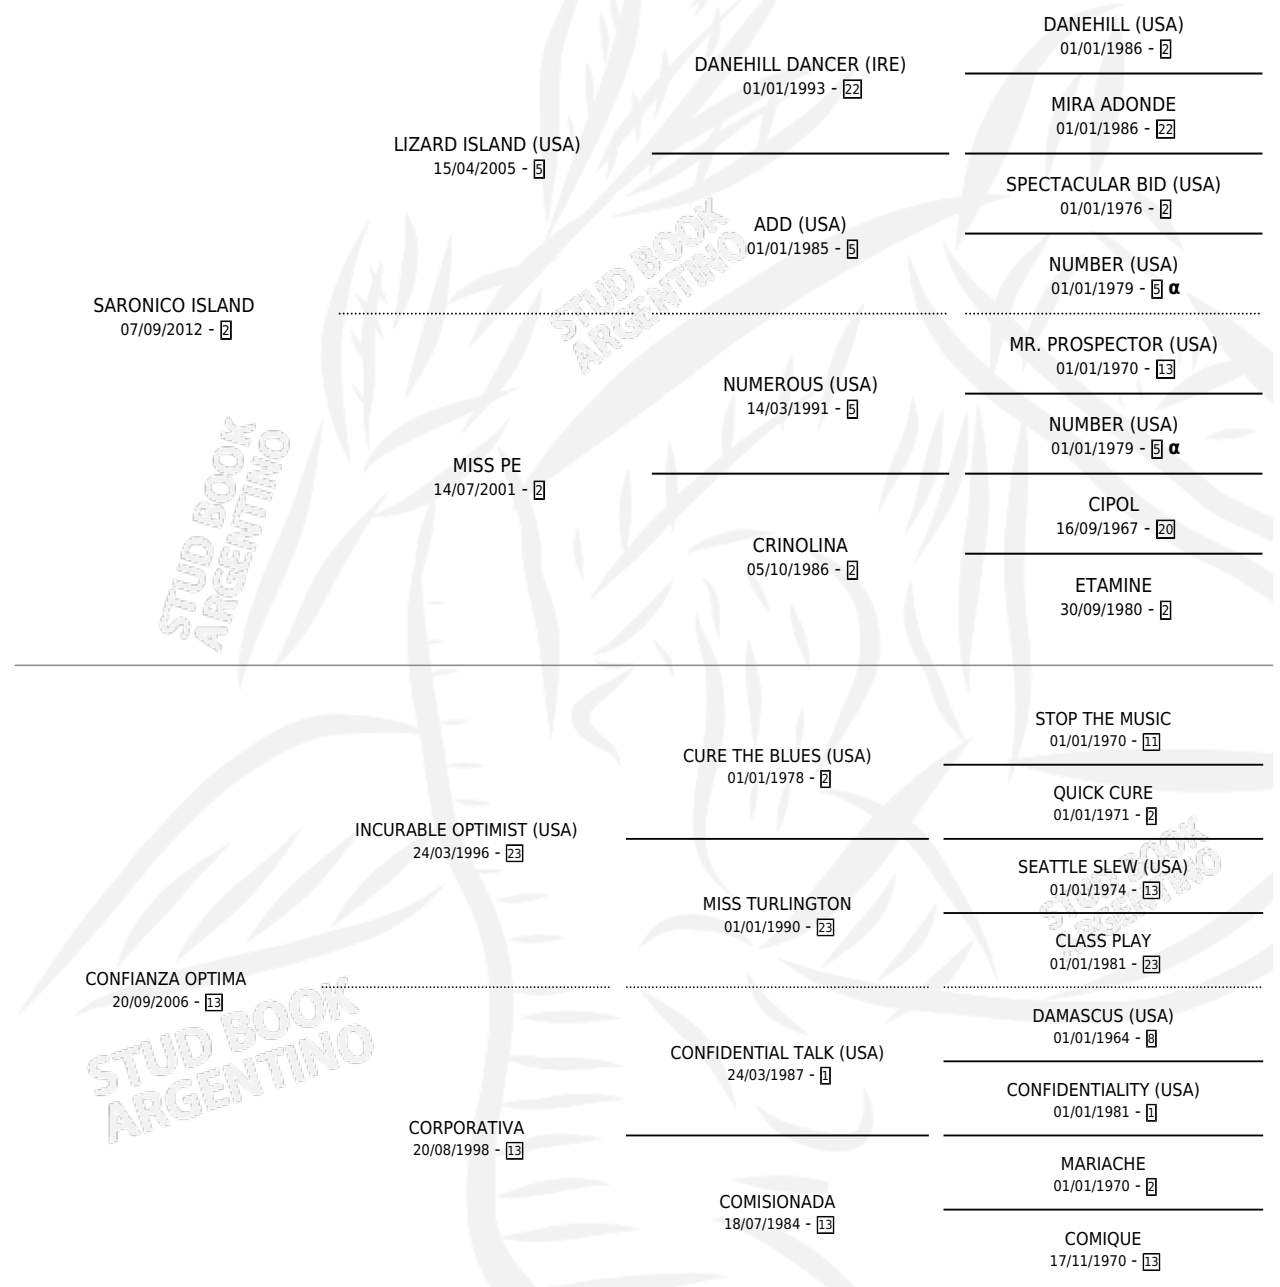 DANEHILL (USA)
01/01/1986 - 2
DANEHILL DANCER (IRE)
01/01/1993 - 22
MIRA ADONDE
01/01/1986 - 22
LIZARD ISLAND (USA)
15/04/2005 - 5
SPECTACULAR BID (USA)
01/01/1976 - 2
ADD (USA)
01/01/1985 - 5
NUMBER (USA)
01/01/1979 - 5 α
SARONICO ISLAND
07/09/2012 - 2
MR. PROSPECTOR (USA)
01/01/1970 - 13
NUMEROUS (USA)
14/03/1991 - 5
NUMBER (USA)
01/01/1979 - 5 α
MISS PE
14/07/2001 - 2
CIPOL
16/09/1967 - 20
CRINOLINA
05/10/1986 - 2
ETAMINE
30/09/1980 - 2
STUD BOOK
ARGENTINO
STUD BOOK
ARGENTINO
STOP THE MUSIC
01/01/1970 - 11
CURE THE BLUES (USA)
01/01/1978 - 2
QUICK CURE
01/01/1971 - 2
INCURABLE OPTIMIST (USA)
24/03/1996 - 23
SEATTLE SLEW (USA)
01/01/1974 - 13
MISS TURLINGTON
01/01/1990 - 23
CLASS PLAY
01/01/1981 - 23
CONFIANZA OPTIMA
20/09/2006 - 13
DAMASCUS (USA)
01/01/1964 - 8
CONFIDENTIAL TALK (USA)
24/03/1987 - 1
CONFIDENTIALITY (USA)
01/01/1981 - 1
CORPORATIVA
20/08/1998 - 13
MARIACHE
01/01/1970 - 2
COMISIONADA
18/07/1984 - 13
COMIQUE
17/11/1970 - 13
STUD BOOK
ARGENTINO
STUD BOOK
ARGENTINO